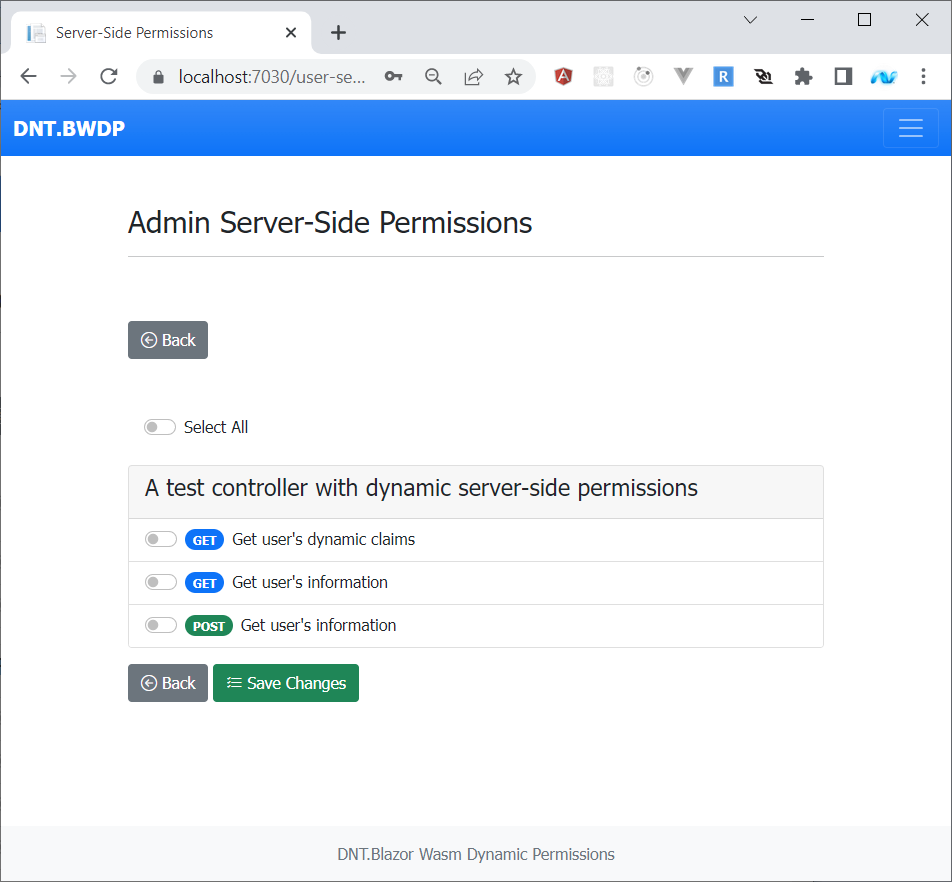 Server-Side Permissions
localhost:7030/user-se...
R
DNT.BWDP
Admin Server-Side Permissions
Back
Select All
A test controller with dynamic server-side permissions
GET Get user's dynamic claims
GET Get user's information
POST Get user's information
Back Save Changes
DNT.Blazor Wasm Dynamic Permissions